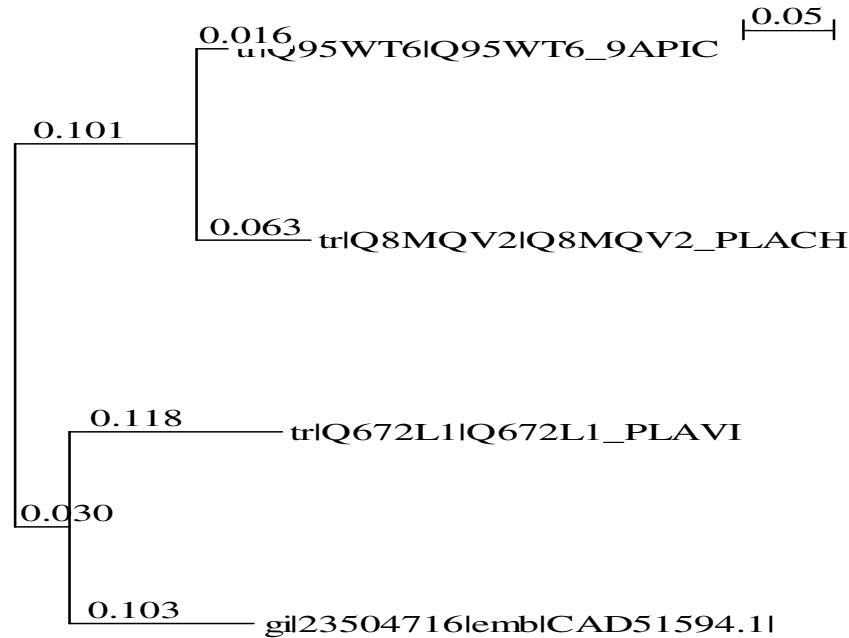 0.05
0.016
Q95WT6|Q95WT6_9APIC
0.101
0.063
tr|Q8MQV2|Q8MQV2_PLACH
0.118
tr|Q672L1|Q672L1_PLAVI
0.030
0.103
gi|23504716|emb|CAD51594.1|